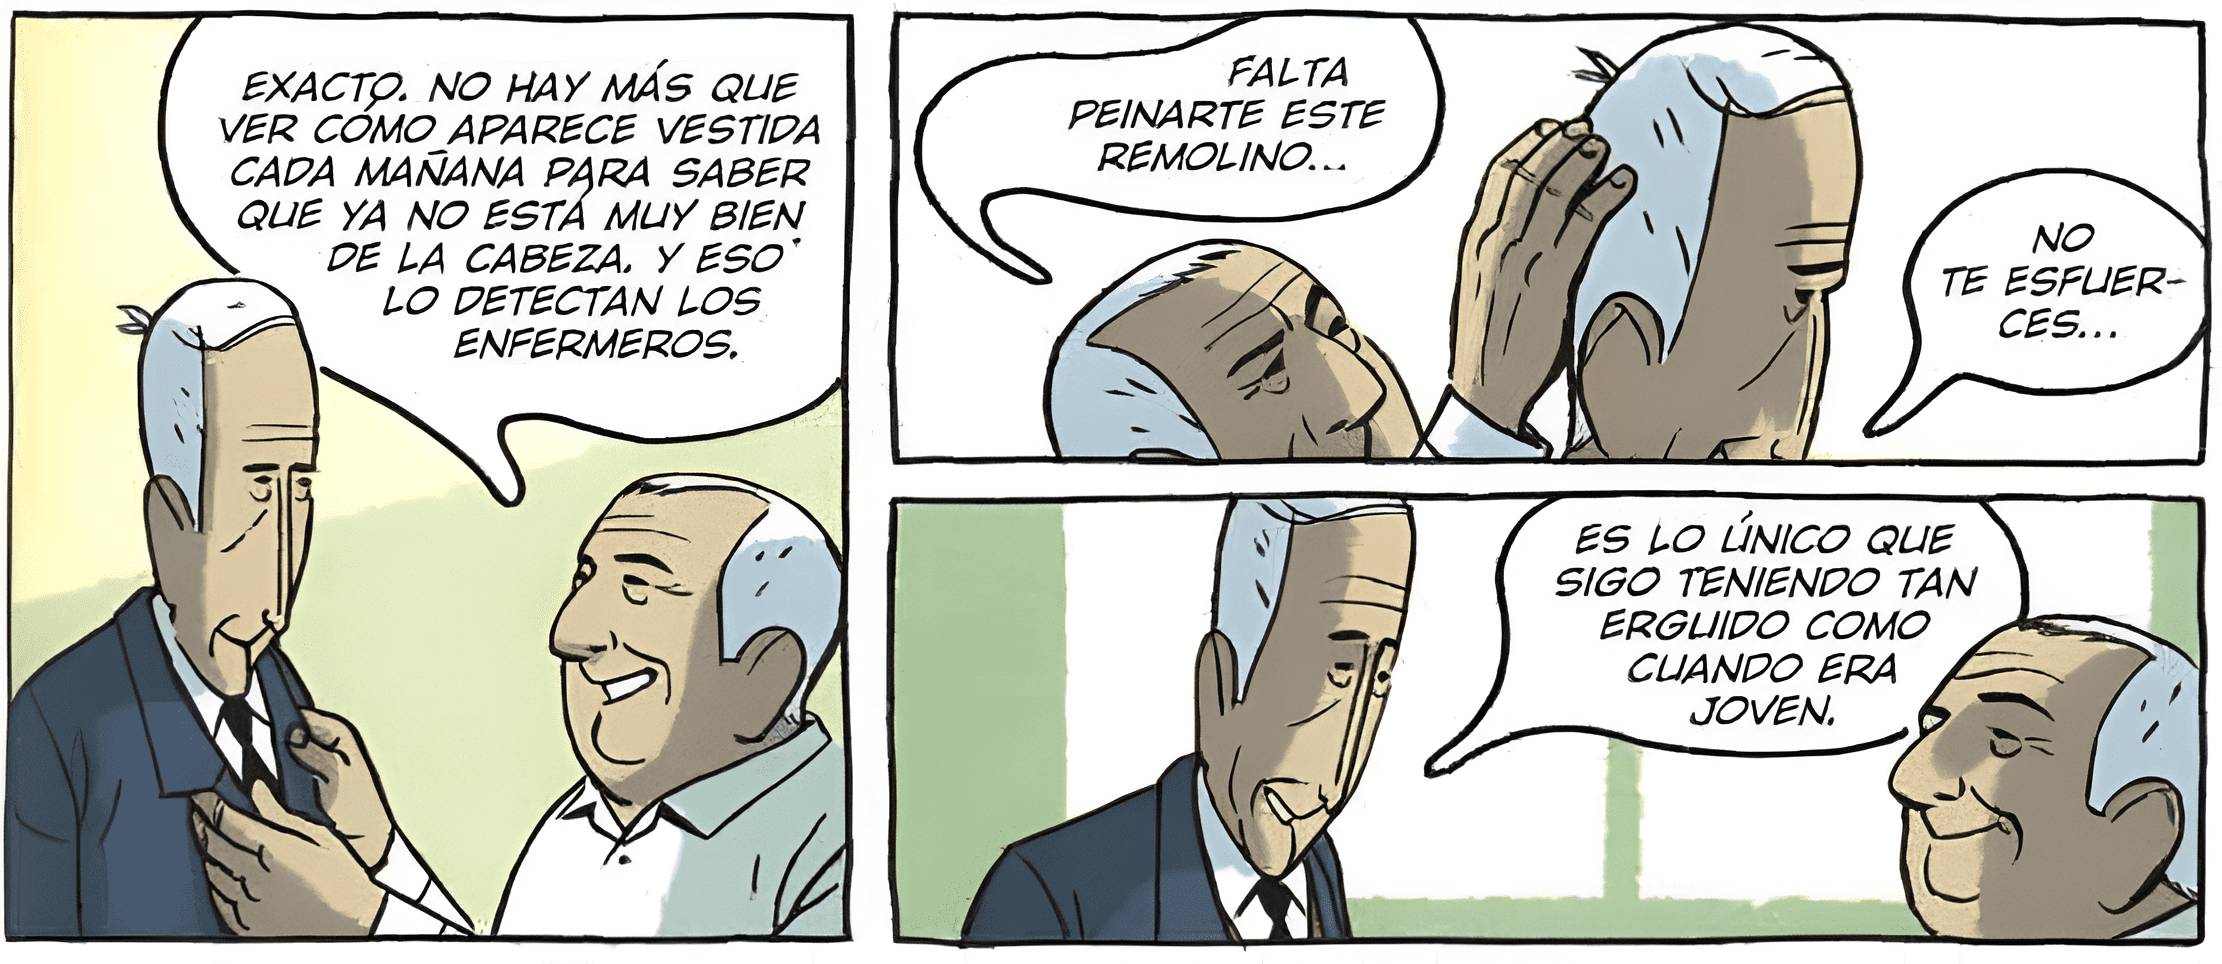 EXACTO. NO HAY MÁS QUE
VER CÓMO APARECE VESTIDA
CADA MAÑANA PARA SABER
QUE YA NO ESTÁ MUY BIEN
DE LA CABEZA. Y ESO
LO DETECTAN LOS
ENFERMEROS.
FALTA
PEINARTE ESTE
REMOLINO...
NO
TE ESFUER-
CES...
ES LO ÚNICO QUE
SIGO TENIENDO TAN
ERGUIDO COMO
CUANDO ERA
JOVEN.